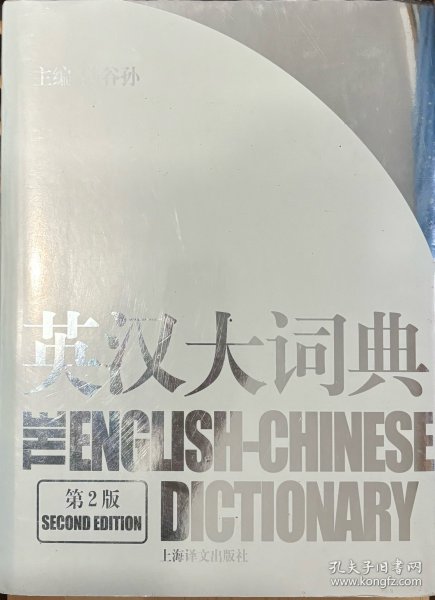 主编 陆谷孙
英汉大词典
THE ENGLISH-CHINESE
DICTIONARY
第2版
SECOND EDITION
上海译文出版社
孔夫子旧书网
www.kongfz.com